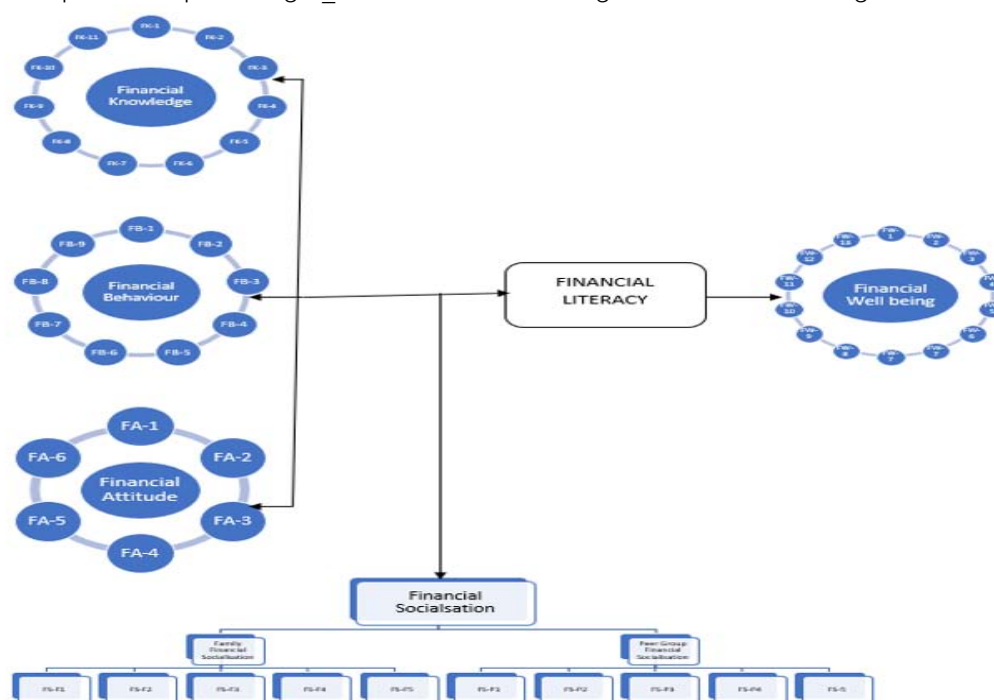 FK-1
FK-2
FK-3
FK-4
FK-5
FK-6
FK-7
FK-8
FK-9
FK-10
FK-11
Financial
Knowledge
FB-1
FB-2
FB-3
FB-4
FB-5
FB-6
FB-7
FB-8
FB-9
Financial
Behaviour
FINANCIAL
LITERACY
FW-
1
FW-
2
FW-
3
FW-
6
FW-
7
FW-
7
FW-
8
FW-
9
FW-
10
FW-
11
FW-
12
FW-
13
Financial
Well being
FA-1
FA-2
FA-3
FA-4
FA-5
FA-6
Financial
Attitude
Financial
Socialsation
Family
Financial
Socialisation
Peer Group
Financial
Socialisation
FS-F1
FS-F2
FS-F3
FS-F4
FS-F5
FS-P1
FS-P2
FS-P3
FS-P4
FS-5